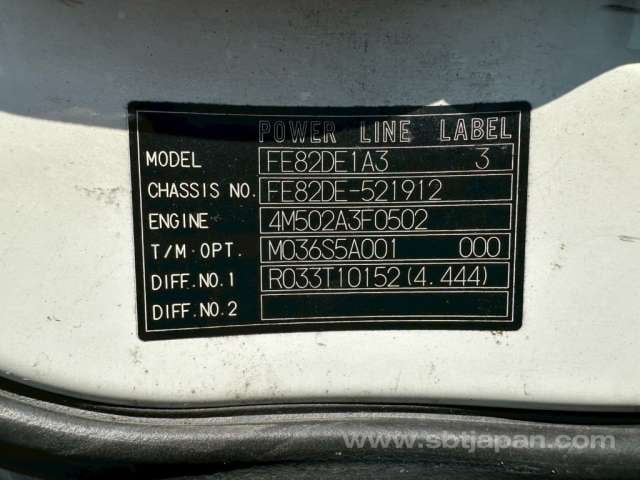 POWER LINE LABEL
MODEL FE82DE1A3 3
CHASSIS NO. FE82DE-521912
ENGINE 4M502A3F0502
T/M·OPT. M036S5A001 000
DIFF.NO.1 R033T10152(4.444)
DIFF.NO.2
www.sbtjapan.com